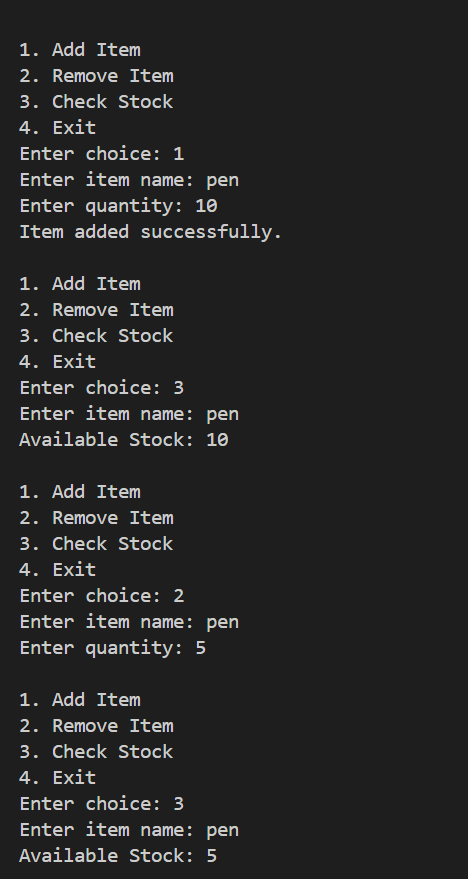 1. Add Item
2. Remove Item
3. Check Stock
4. Exit
Enter choice: 1
Enter item name: pen
Enter quantity: 10
Item added successfully.
1. Add Item
2. Remove Item
3. Check Stock
4. Exit
Enter choice: 3
Enter item name: pen
Available Stock: 10
1. Add Item
2. Remove Item
3. Check Stock
4. Exit
Enter choice: 2
Enter item name: pen
Enter quantity: 5
1. Add Item
2. Remove Item
3. Check Stock
4. Exit
Enter choice: 3
Enter item name: pen
Available Stock: 5